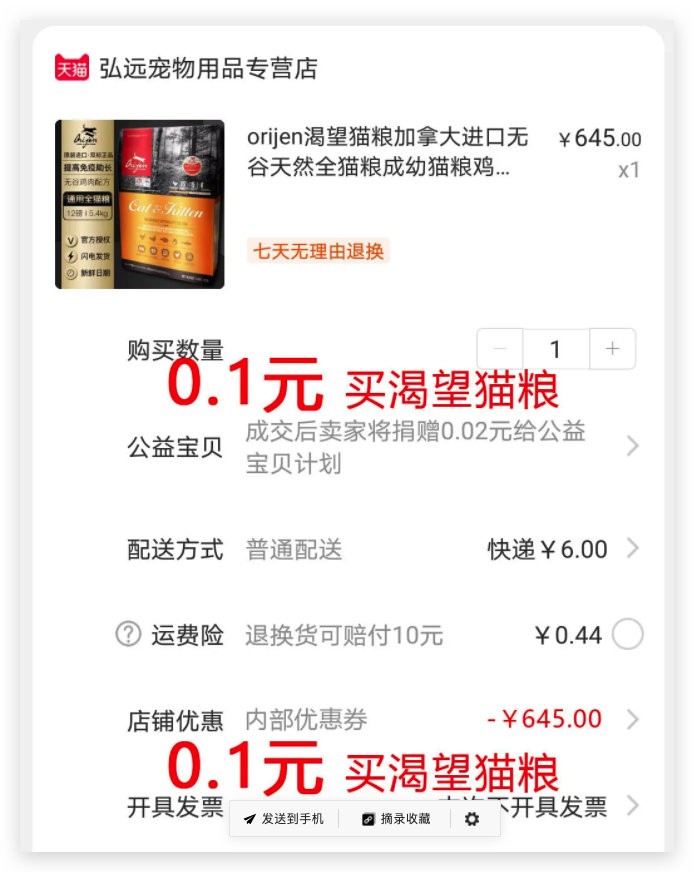 天猫 弘远宠物用品专营店
Orijen
原装进口·双标正品
提高免疫助长
无谷鸡肉配方
通用全猫粮
12磅 | 5.4kg
官方授权
闪电发货
新鲜日期
Orijen
Cat & Kitten
orijen渴望猫粮加拿大进口无 ￥645.00
谷天然全猫粮成幼猫粮鸡... x1
七天无理由退换
购买数量 − 1 +
0.1元 买渴望猫粮
公益宝贝 成交后卖家将捐赠0.02元给公益
宝贝计划
配送方式 普通配送 快递￥6.00
? 运费险 退换货可赔付10元 ￥0.44
店铺优惠 内部优惠券 -￥645.00
0.1元 买渴望猫粮
开具发票 不开具发票
发送到手机 摘录收藏